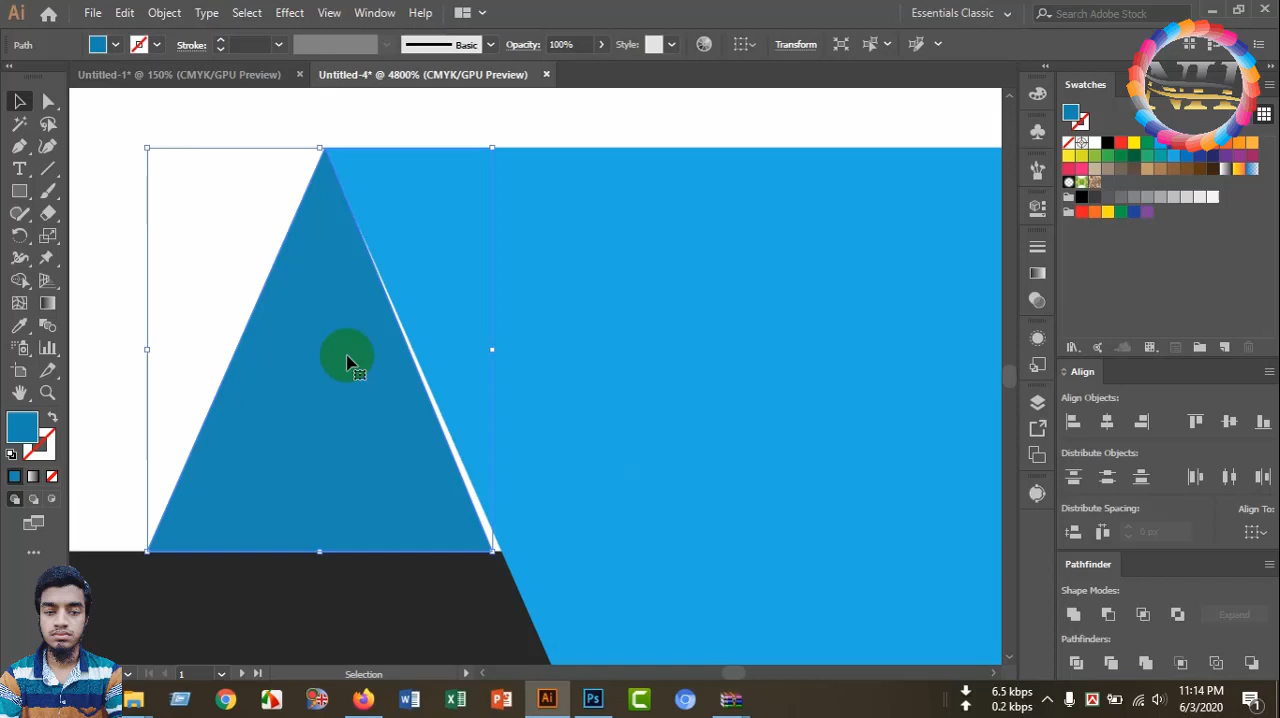 Ai File Edit Object Type Select Effect View Window Help Essentials Classic Search Adobe Stock
Path Stroke: Basic Opacity: 100% Style: Transform
Untitled-1* @ 150% (CMYK/GPU Preview) × Untitled-4* @ 4800% (CMYK/GPU Preview) ×
Swatches
Align
Align Objects:
Distribute Objects:
Distribute Spacing: Align To:
0 px
Pathfinder
Shape Modes:
Expand
Pathfinders:
1 Selection
6.5 kbps
0.2 kbps
11:14 PM
6/3/2020